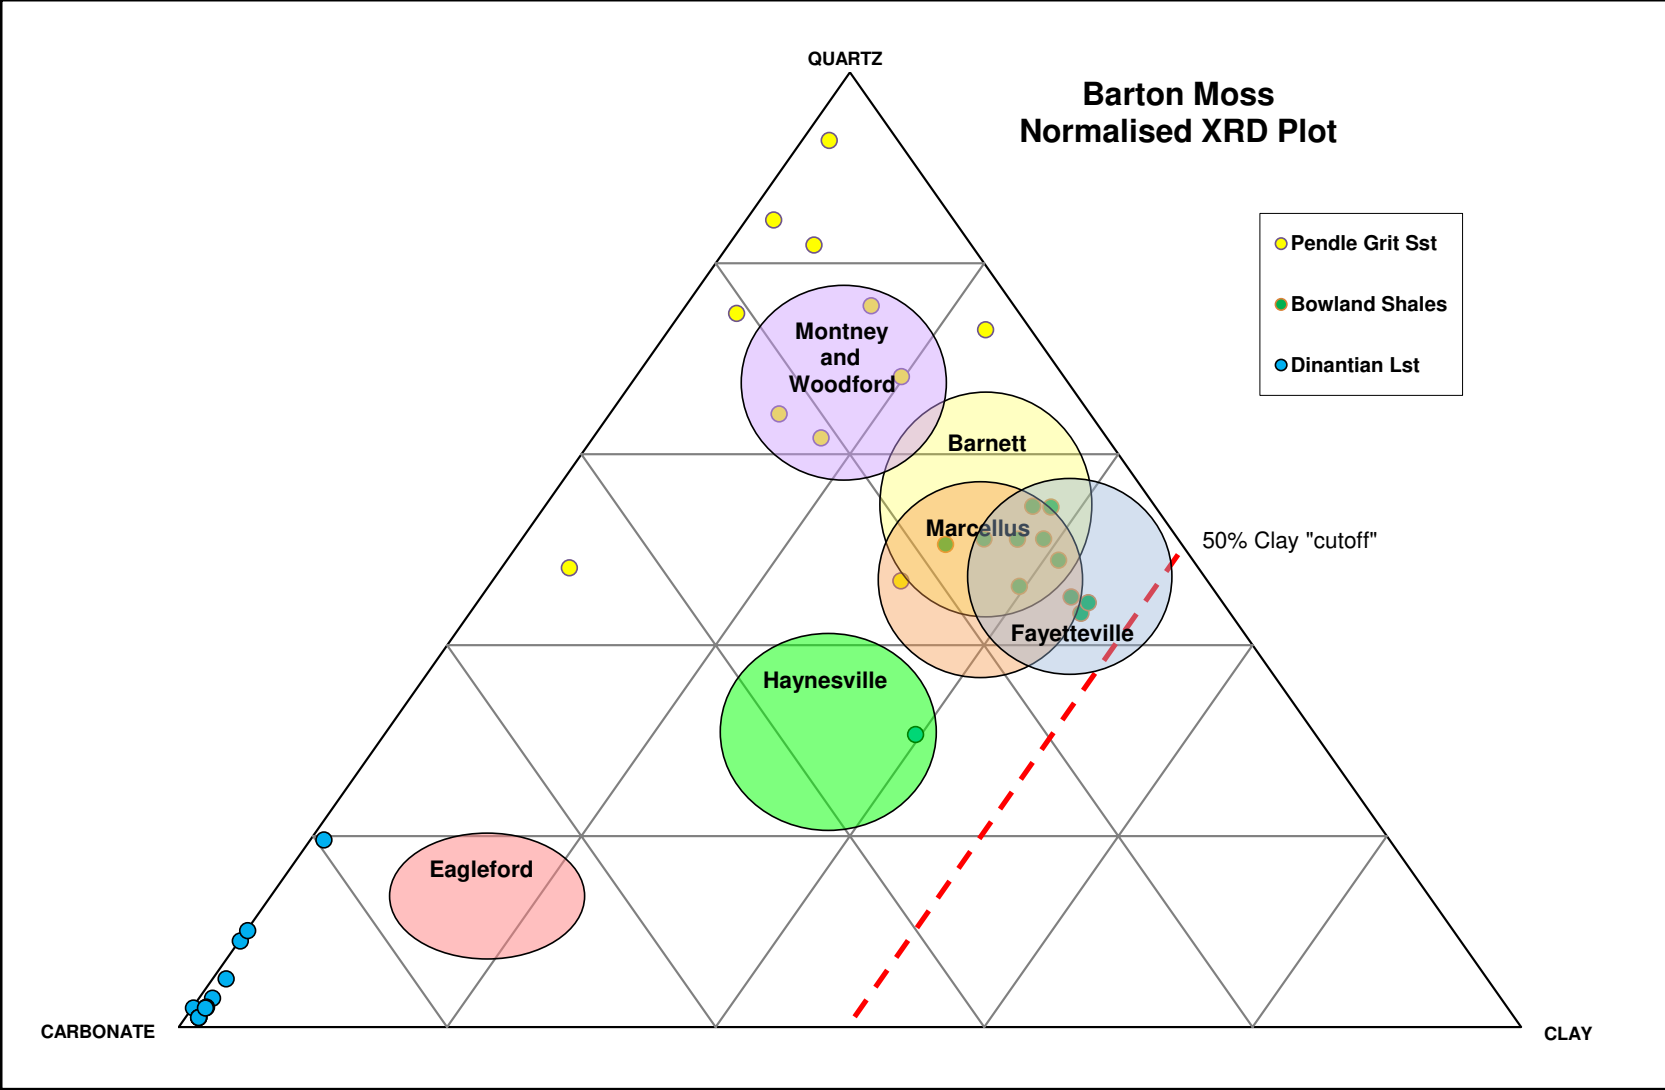 QUARTZ
Barton Moss
Normalised XRD Plot
Pendle Grit Sst
Bowland Shales
Dinantian Lst
Montney
and
Woodford
Barnett
Marcellus
50% Clay "cutoff"
Fayetteville
Haynesville
Eagleford
CARBONATE
CLAY